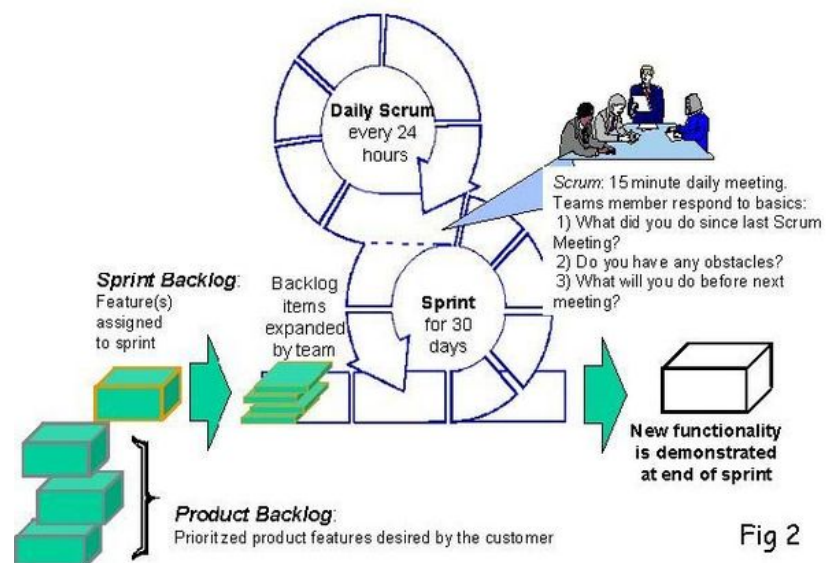 Daily Scrum
every 24
hours
Scrum: 15 minute daily meeting.
Teams member respond to basics:
1) What did you do since last Scrum
Meeting?
2) Do you have any obstacles?
3) What will you do before next
meeting?
Sprint Backlog:
Feature(s)
assigned
to sprint
Backlog
items
expanded
by team
Sprint
for 30
days
New functionality
is demonstrated
at end of sprint
Product Backlog:
Prioritized product features desired by the customer
Fig 2